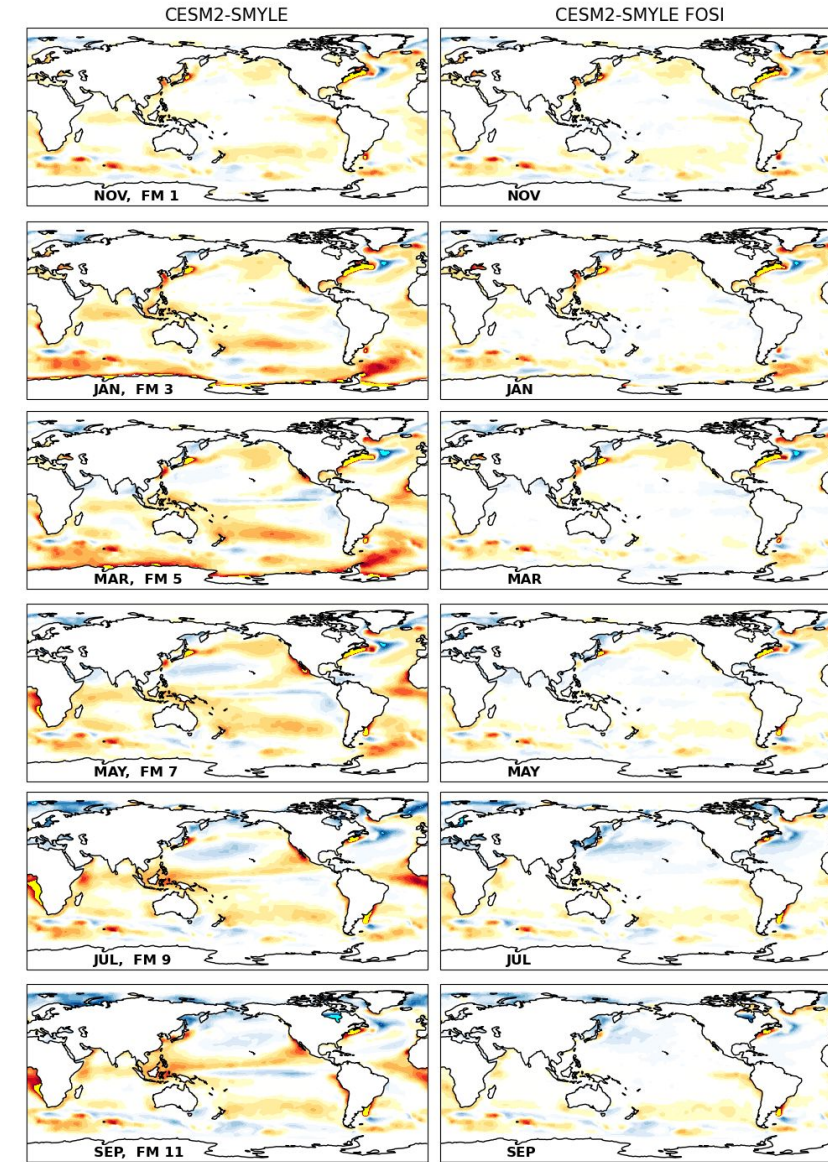 CESM2-SMYLE CESM2-SMYLE FOSI
NOV, FM 1 NOV
JAN, FM 3 JAN
MAR, FM 5 MAR
MAY, FM 7 MAY
JUL, FM 9 JUL
SEP, FM 11 SEP